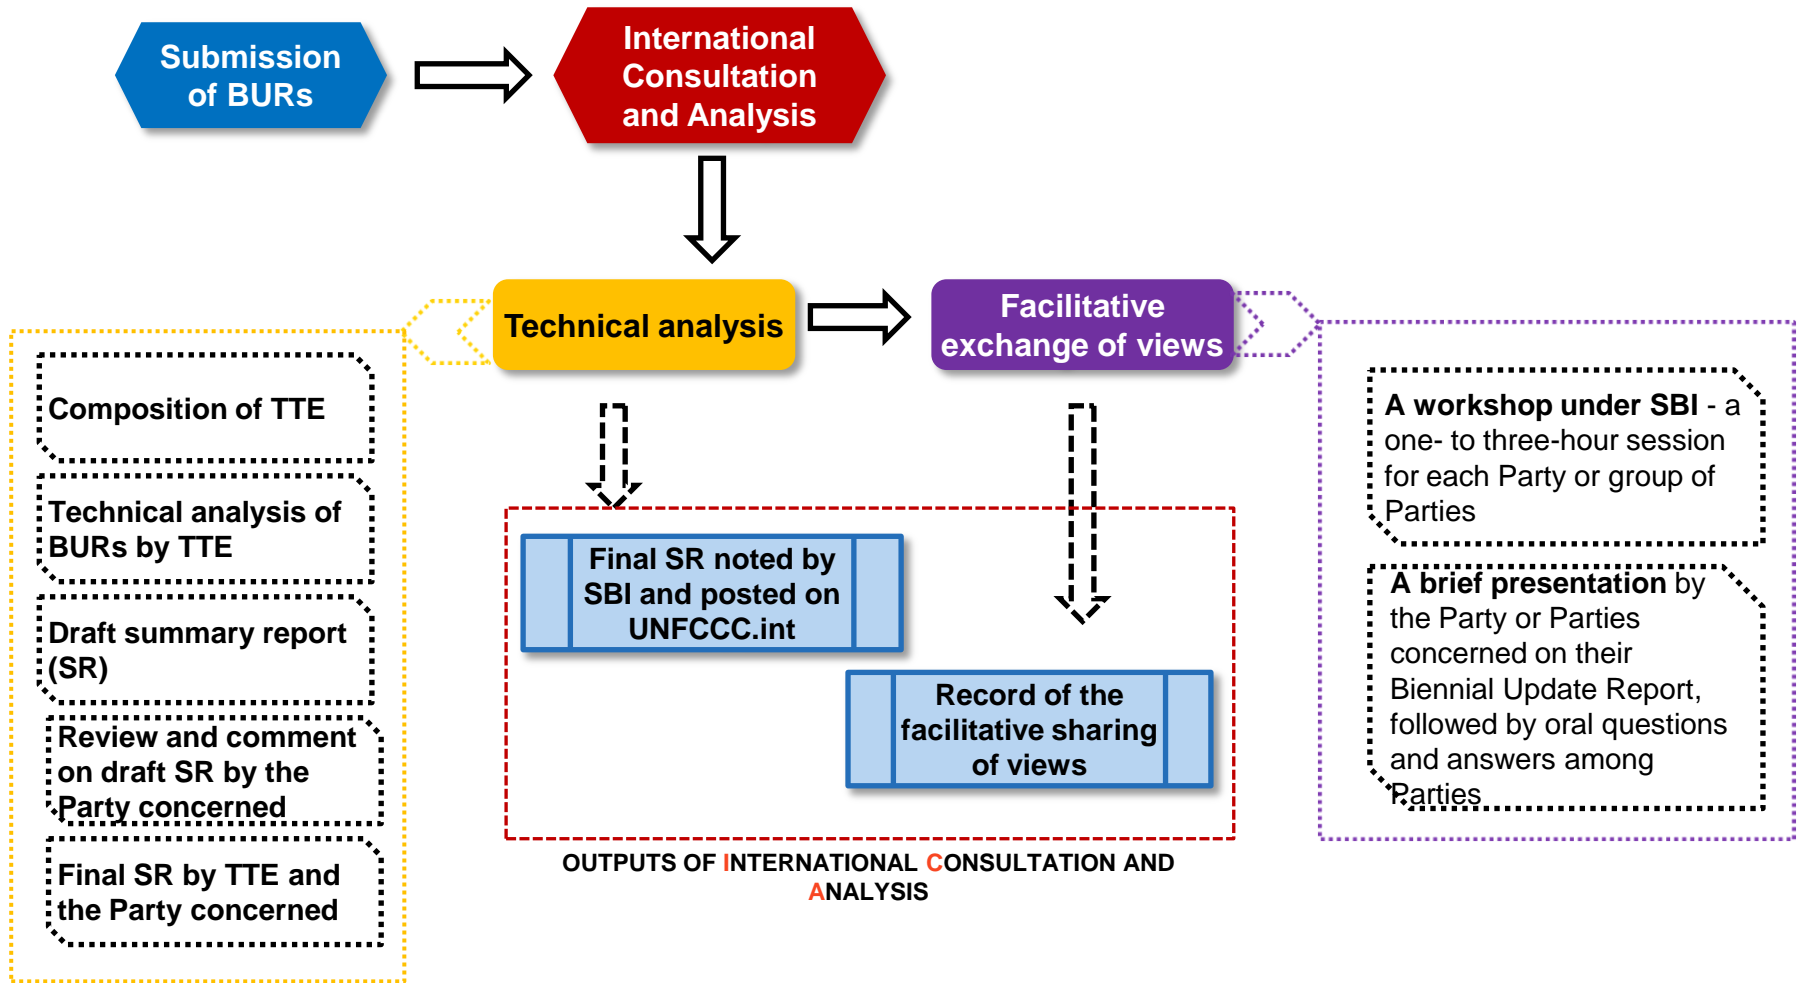 Submission
of BURs
International
Consultation
and Analysis
Technical analysis
Facilitative
exchange of views
Composition of TTE
Technical analysis of
BURs by TTE
Draft summary report
(SR)
Review and comment
on draft SR by the
Party concerned
Final SR by TTE and
the Party concerned
Final SR noted by
SBI and posted on
UNFCCC.int
Record of the
facilitative sharing
of views
OUTPUTS OF INTERNATIONAL CONSULTATION AND
ANALYSIS
A workshop under SBI - a
one- to three-hour session
for each Party or group of
Parties
A brief presentation by
the Party or Parties
concerned on their
Biennial Update Report,
followed by oral questions
and answers among
Parties